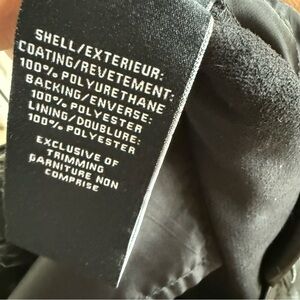 SHELL/EXTERIEUR:
COATING/REVETEMENT:
100% POLYURETHANE
BACKING/ENVERSE:
100% POLYESTER
LINING/DOUBLURE:
100% POLYESTER
EXCLUSIVE OF
TRIMMING
GARNITURE NON
COMPRISE